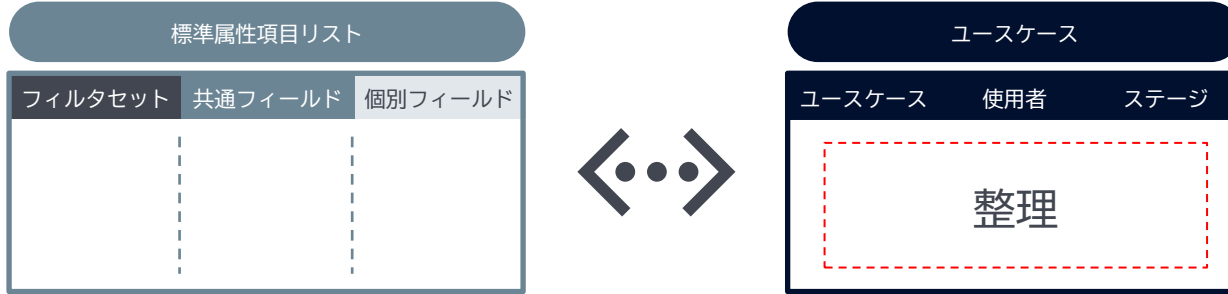 標準属性項目リスト
フィルタセット 共通フィールド 個別フィールド
ユースケース
ユースケース 使用者 ステージ
整理